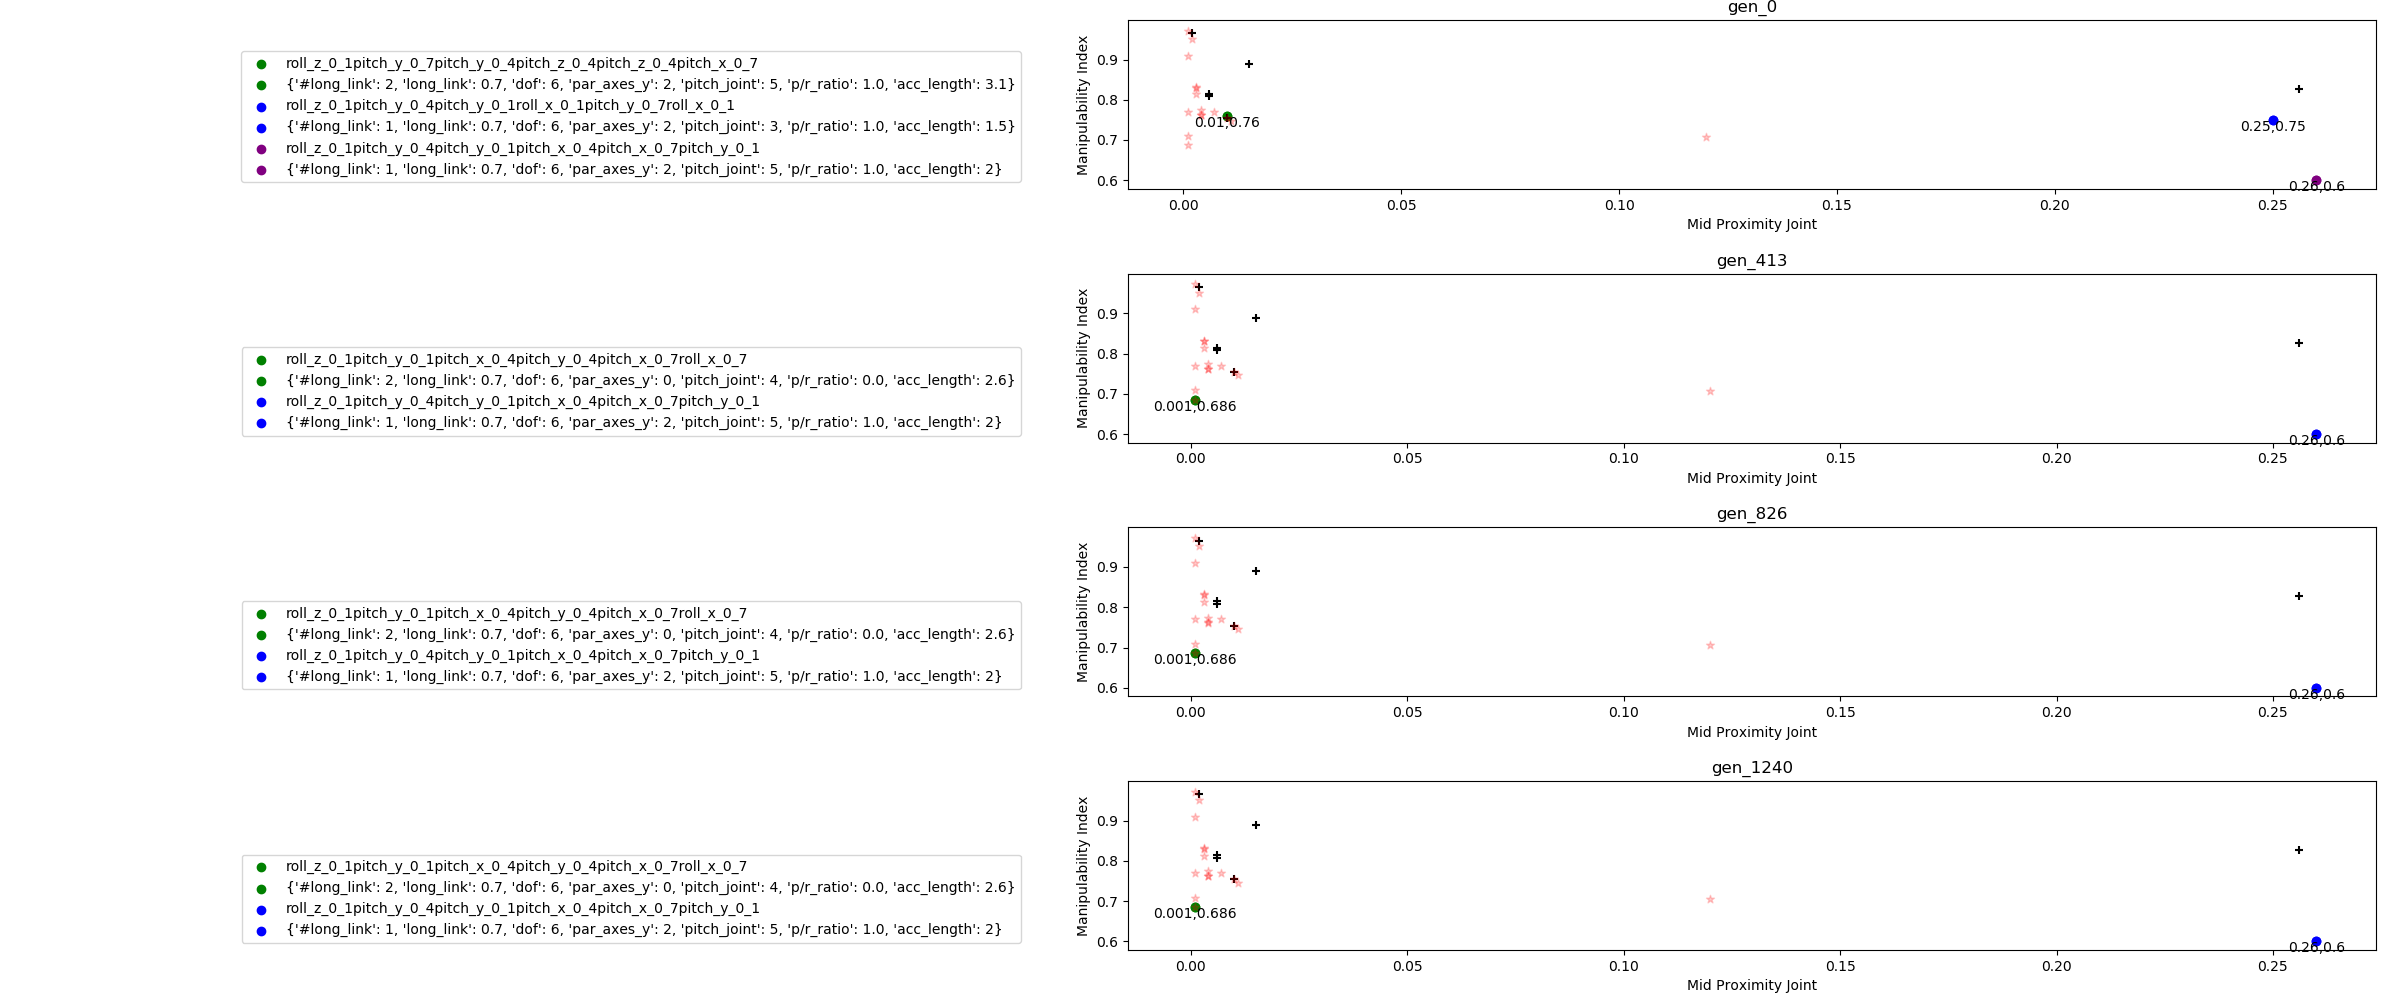 gen_0
roll_z_0_1pitch_y_0_7pitch_y_0_4pitch_z_0_4pitch_z_0_4pitch_x_0_7
{'#long_link': 2, 'long_link': 0.7, 'dof': 6, 'par_axes_y': 2, 'pitch_joint': 5, 'p/r_ratio': 1.0, 'acc_length': 3.1}
roll_z_0_1pitch_y_0_4pitch_y_0_1roll_x_0_1pitch_y_0_7roll_x_0_1
{'#long_link': 1, 'long_link': 0.7, 'dof': 6, 'par_axes_y': 2, 'pitch_joint': 3, 'p/r_ratio': 1.0, 'acc_length': 1.5}
roll_z_0_1pitch_y_0_4pitch_y_0_1pitch_x_0_4pitch_x_0_7pitch_y_0_1
{'#long_link': 1, 'long_link': 0.7, 'dof': 6, 'par_axes_y': 2, 'pitch_joint': 5, 'p/r_ratio': 1.0, 'acc_length': 2}
Manipulability Index
0.9
0.8
0.7
0.6
0.01,0.76
0.25,0.75
0.26,0.6
0.00 0.05 0.10 0.15 0.20 0.25
Mid Proximity Joint
gen_413
roll_z_0_1pitch_y_0_1pitch_x_0_4pitch_y_0_4pitch_x_0_7roll_x_0_7
{'#long_link': 2, 'long_link': 0.7, 'dof': 6, 'par_axes_y': 0, 'pitch_joint': 4, 'p/r_ratio': 0.0, 'acc_length': 2.6}
roll_z_0_1pitch_y_0_4pitch_y_0_1pitch_x_0_4pitch_x_0_7pitch_y_0_1
{'#long_link': 1, 'long_link': 0.7, 'dof': 6, 'par_axes_y': 2, 'pitch_joint': 5, 'p/r_ratio': 1.0, 'acc_length': 2}
Manipulability Index
0.9
0.8
0.7
0.6
0.001,0.686
0.26,0.6
0.00 0.05 0.10 0.15 0.20 0.25
Mid Proximity Joint
gen_826
roll_z_0_1pitch_y_0_1pitch_x_0_4pitch_y_0_4pitch_x_0_7roll_x_0_7
{'#long_link': 2, 'long_link': 0.7, 'dof': 6, 'par_axes_y': 0, 'pitch_joint': 4, 'p/r_ratio': 0.0, 'acc_length': 2.6}
roll_z_0_1pitch_y_0_4pitch_y_0_1pitch_x_0_4pitch_x_0_7pitch_y_0_1
{'#long_link': 1, 'long_link': 0.7, 'dof': 6, 'par_axes_y': 2, 'pitch_joint': 5, 'p/r_ratio': 1.0, 'acc_length': 2}
Manipulability Index
0.9
0.8
0.7
0.6
0.001,0.686
0.26,0.6
0.00 0.05 0.10 0.15 0.20 0.25
Mid Proximity Joint
gen_1240
roll_z_0_1pitch_y_0_1pitch_x_0_4pitch_y_0_4pitch_x_0_7roll_x_0_7
{'#long_link': 2, 'long_link': 0.7, 'dof': 6, 'par_axes_y': 0, 'pitch_joint': 4, 'p/r_ratio': 0.0, 'acc_length': 2.6}
roll_z_0_1pitch_y_0_4pitch_y_0_1pitch_x_0_4pitch_x_0_7pitch_y_0_1
{'#long_link': 1, 'long_link': 0.7, 'dof': 6, 'par_axes_y': 2, 'pitch_joint': 5, 'p/r_ratio': 1.0, 'acc_length': 2}
Manipulability Index
0.9
0.8
0.7
0.6
0.001,0.686
0.26,0.6
0.00 0.05 0.10 0.15 0.20 0.25
Mid Proximity Joint